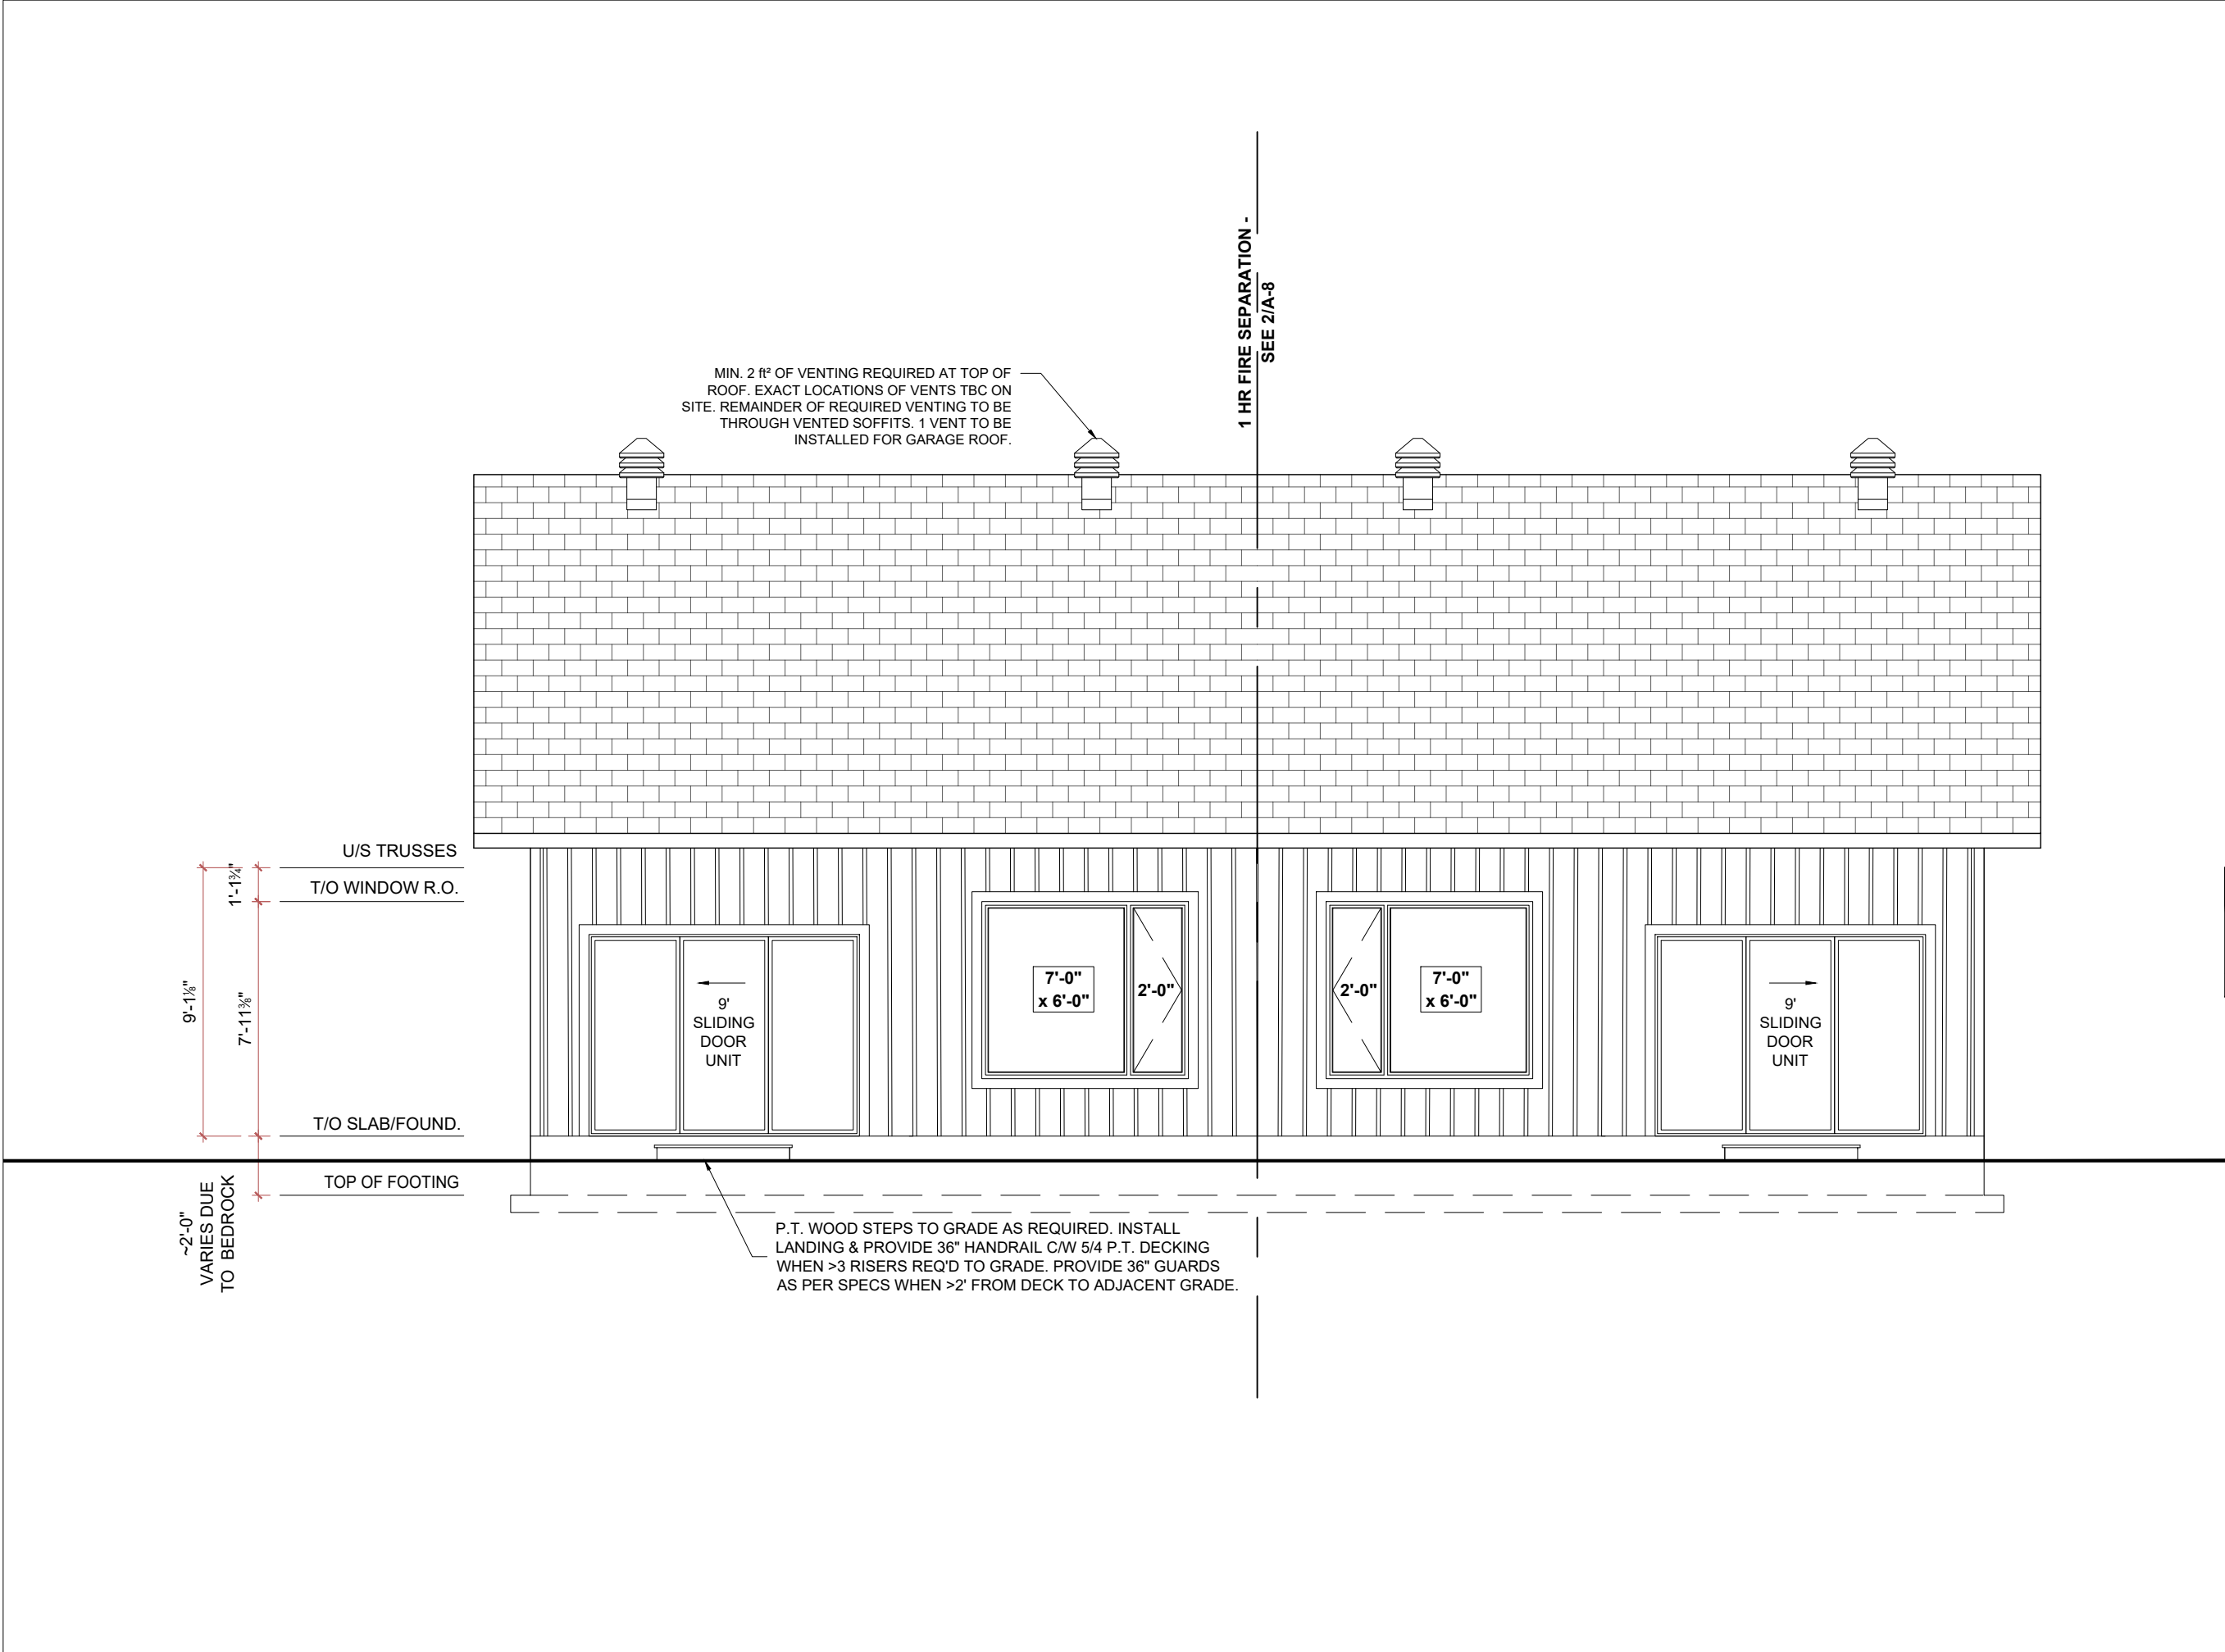 1 HR FIRE SEPARATION -
SEE 2/A-8
MIN. 2 ft² OF VENTING REQUIRED AT TOP OF
ROOF. EXACT LOCATIONS OF VENTS TBC ON
SITE. REMAINDER OF REQUIRED VENTING TO BE
THROUGH VENTED SOFFITS. 1 VENT TO BE
INSTALLED FOR GARAGE ROOF.
U/S TRUSSES
1'-1¾"
T/O WINDOW R.O.
9'-1⅛"
7'-11⅜"
T/O SLAB/FOUND.
TOP OF FOOTING
~2'-0"
VARIES DUE
TO BEDROCK
9'
SLIDING
DOOR
UNIT
7'-0"
x 6'-0"
2'-0"
2'-0"
7'-0"
x 6'-0"
9'
SLIDING
DOOR
UNIT
P.T. WOOD STEPS TO GRADE AS REQUIRED. INSTALL
LANDING & PROVIDE 36" HANDRAIL C/W 5/4 P.T. DECKING
WHEN >3 RISERS REQ'D TO GRADE. PROVIDE 36" GUARDS
AS PER SPECS WHEN >2' FROM DECK TO ADJACENT GRADE.